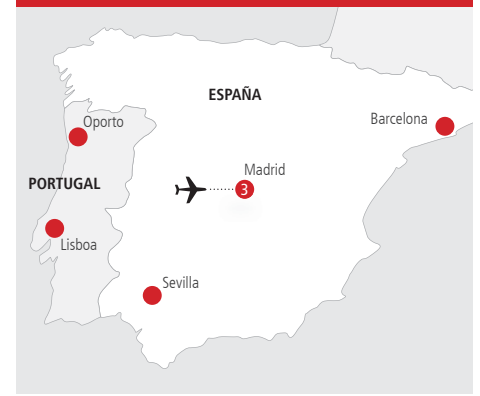 ESPAÑA
Barcelona
Oporto
Madrid
3
PORTUGAL
Lisboa
Sevilla